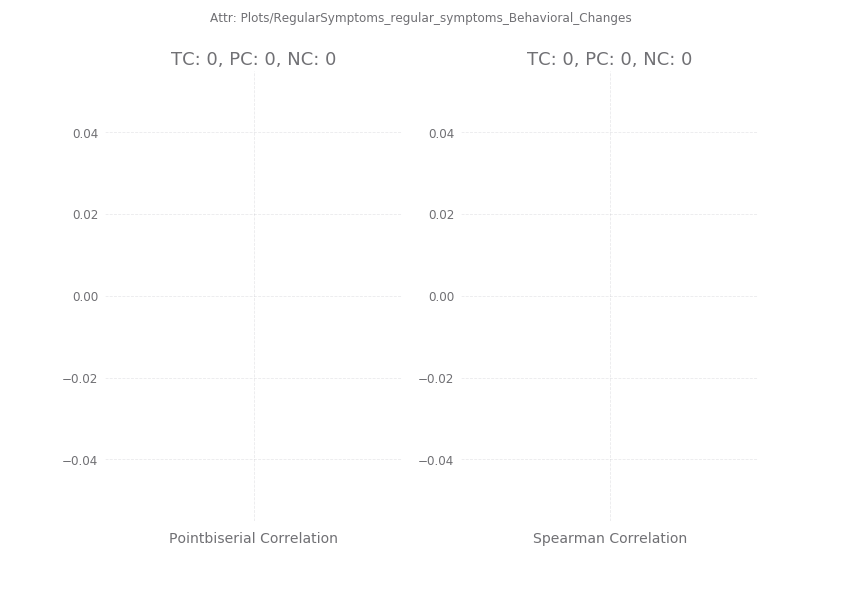 Attr: Plots/RegularSymptoms_regular_symptoms_Behavioral_Changes
TC: 0, PC: 0, NC: 0
0.04
0.02
0.00
−0.02
−0.04
Pointbiserial Correlation
TC: 0, PC: 0, NC: 0
0.04
0.02
0.00
−0.02
−0.04
Spearman Correlation